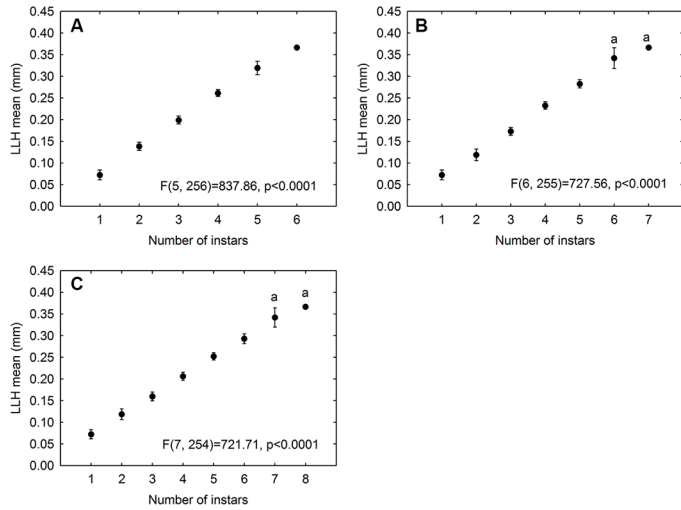 A
LLH mean (mm)
0.45
0.40
0.35
0.30
0.25
0.20
0.15
0.10
0.05
0.00
F(5, 256)=837.86, p<0.0001
1 2 3 4 5 6
Number of instars
B
LLH mean (mm)
0.45
0.40
0.35
0.30
0.25
0.20
0.15
0.10
0.05
0.00
a a
F(6, 255)=727.56, p<0.0001
1 2 3 4 5 6 7
Number of instars
C
LLH mean (mm)
0.45
0.40
0.35
0.30
0.25
0.20
0.15
0.10
0.05
0.00
a a
F(7, 254)=721.71, p<0.0001
1 2 3 4 5 6 7 8
Number of instars